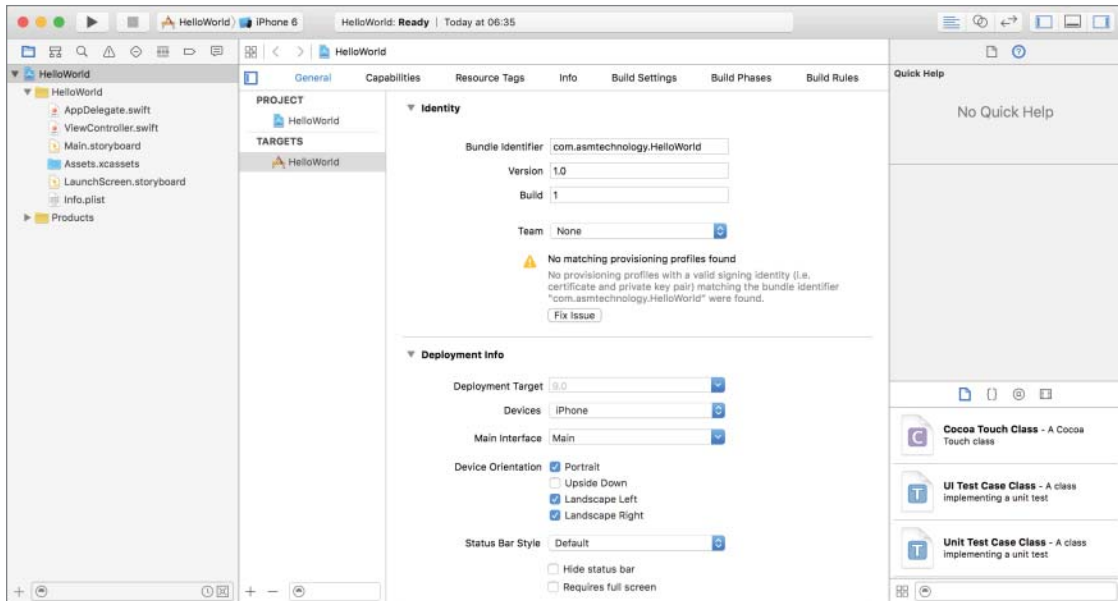 HelloWorld
iPhone 6
HelloWorld: Ready | Today at 06:35
HelloWorld
HelloWorld
AppDelegate.swift
ViewController.swift
Main.storyboard
Assets.xcassets
LaunchScreen.storyboard
Info.plist
Products
HelloWorld
General Capabilities Resource Tags Info Build Settings Build Phases Build Rules
PROJECT
HelloWorld
TARGETS
HelloWorld
Identity
Bundle Identifier com.asmtechnology.HelloWorld
Version 1.0
Build 1
Team None
No matching provisioning profiles found
No provisioning profiles with a valid signing identity (i.e.
certificate and private key pair) matching the bundle identifier
"com.asmtechnology.HelloWorld" were found.
Fix Issue
Deployment Info
Deployment Target 9.0
Devices iPhone
Main Interface Main
Device Orientation Portrait
Upside Down
Landscape Left
Landscape Right
Status Bar Style Default
Hide status bar
Requires full screen
Quick Help
No Quick Help
C
Cocoa Touch Class - A Cocoa
Touch class
T
UI Test Case Class - A class
implementing a unit test
T
Unit Test Case Class - A class
implementing a unit test